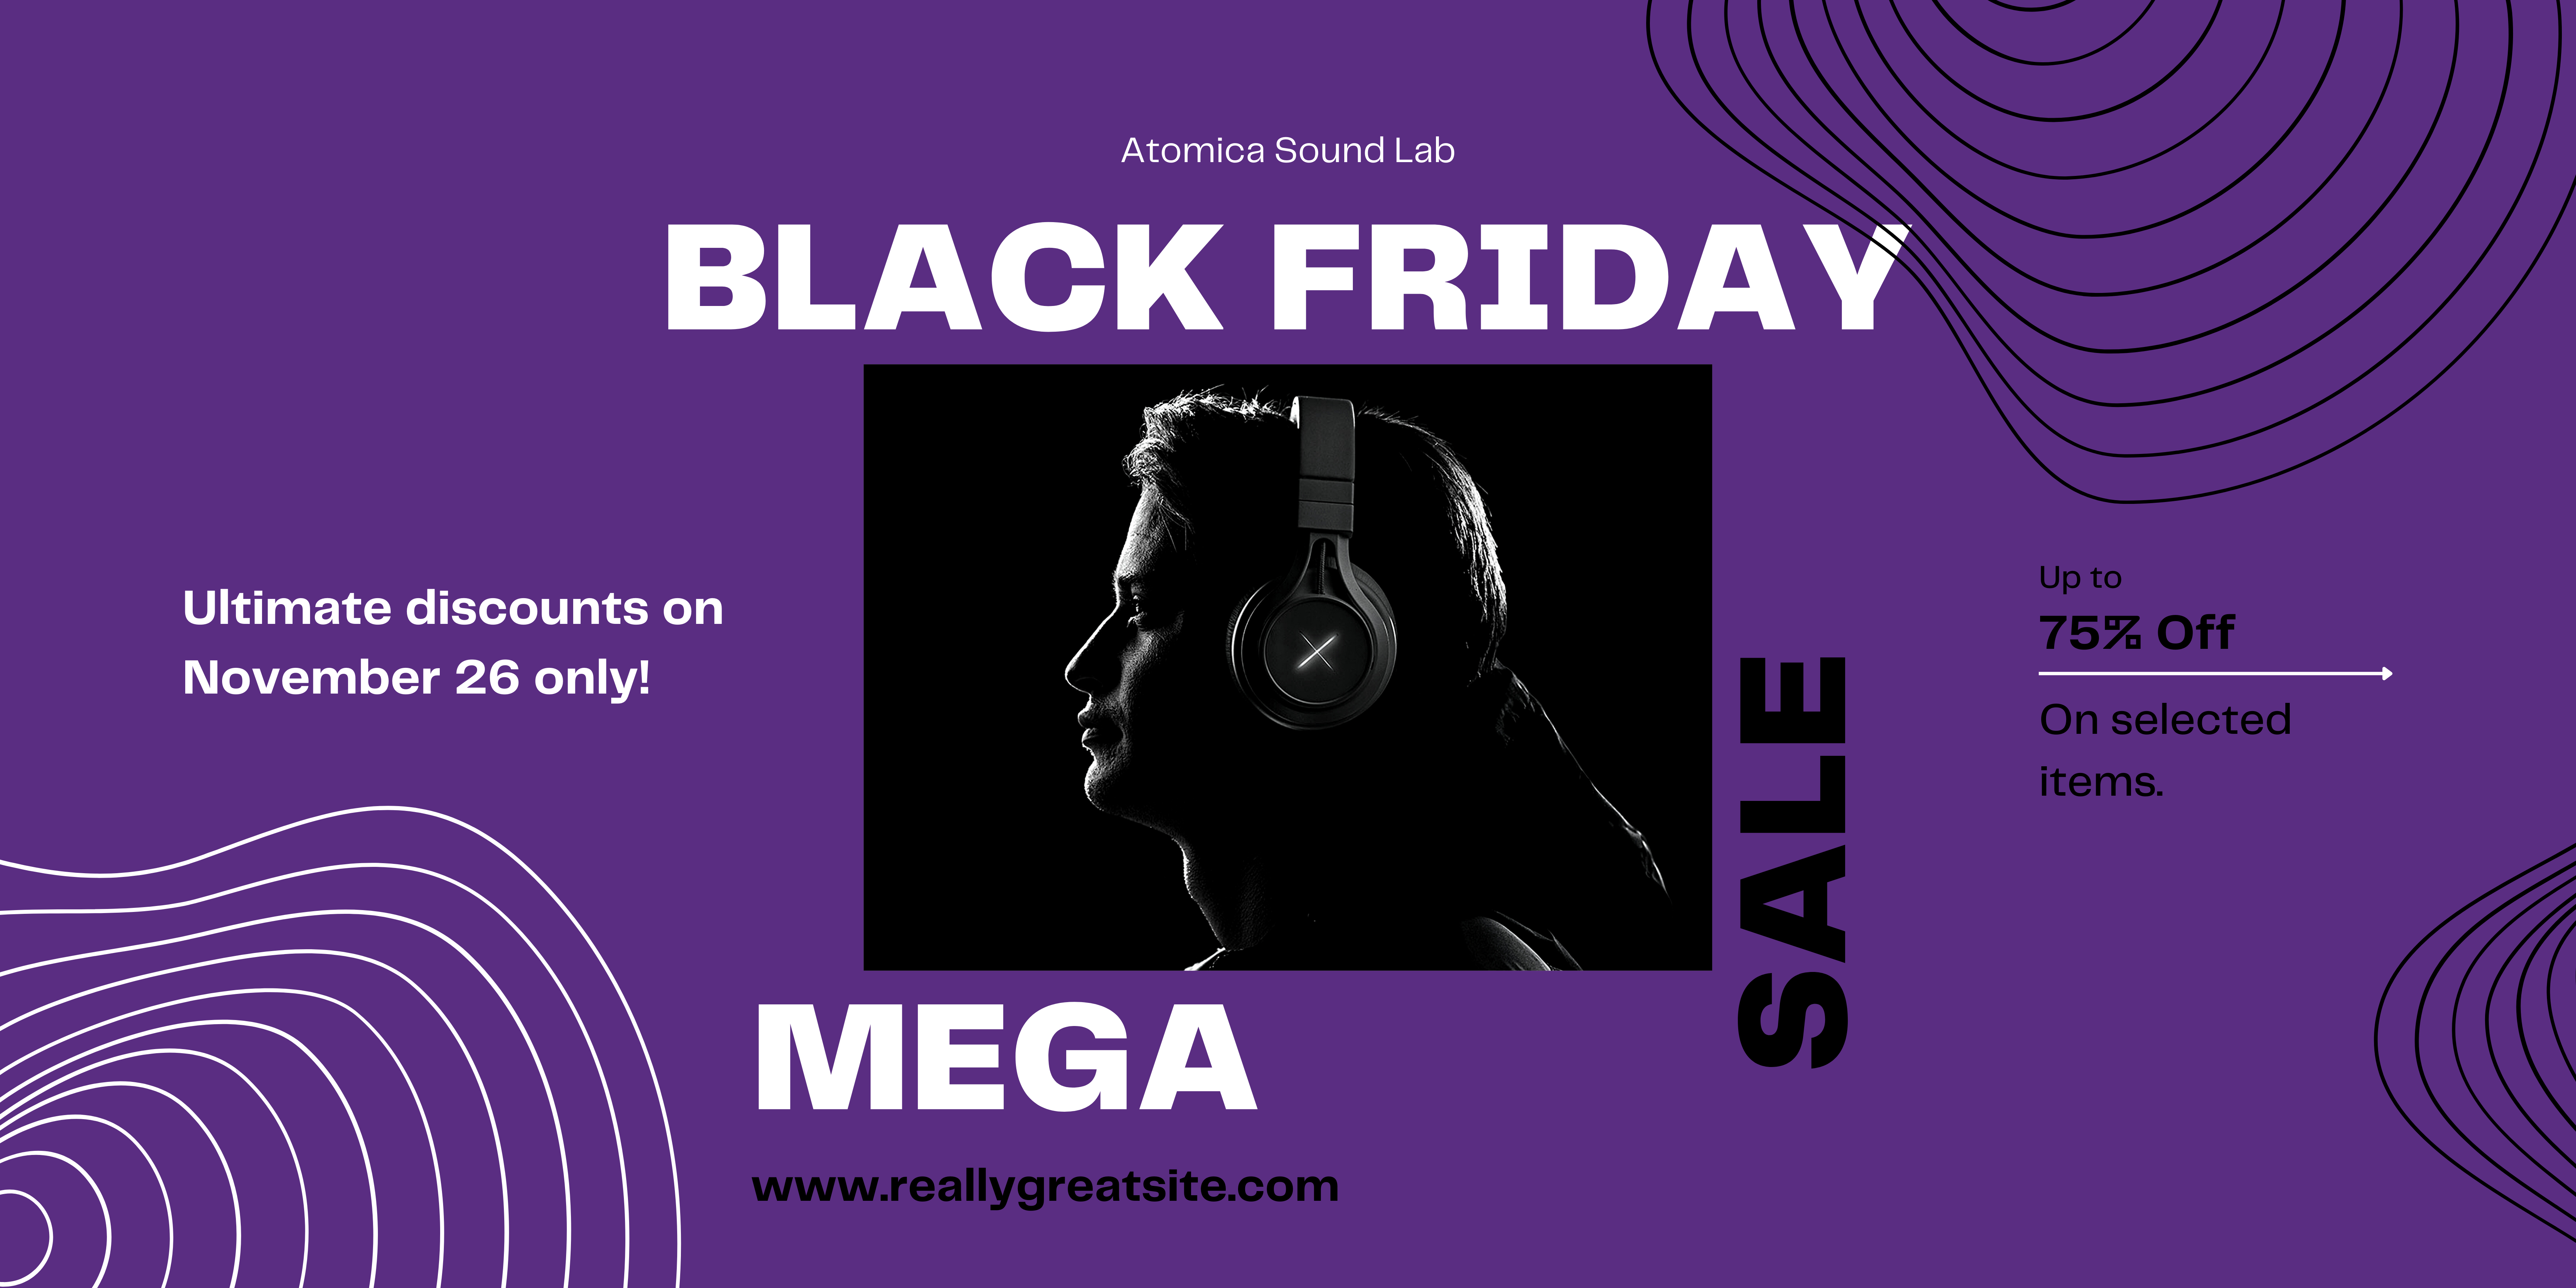 Atomica Sound Lab
BLACK FRIDAY
Ultimate discounts on
November 26 only!
Up to
75% Off
On selected
items.
MEGA
SALE
www.reallygreatsite.com